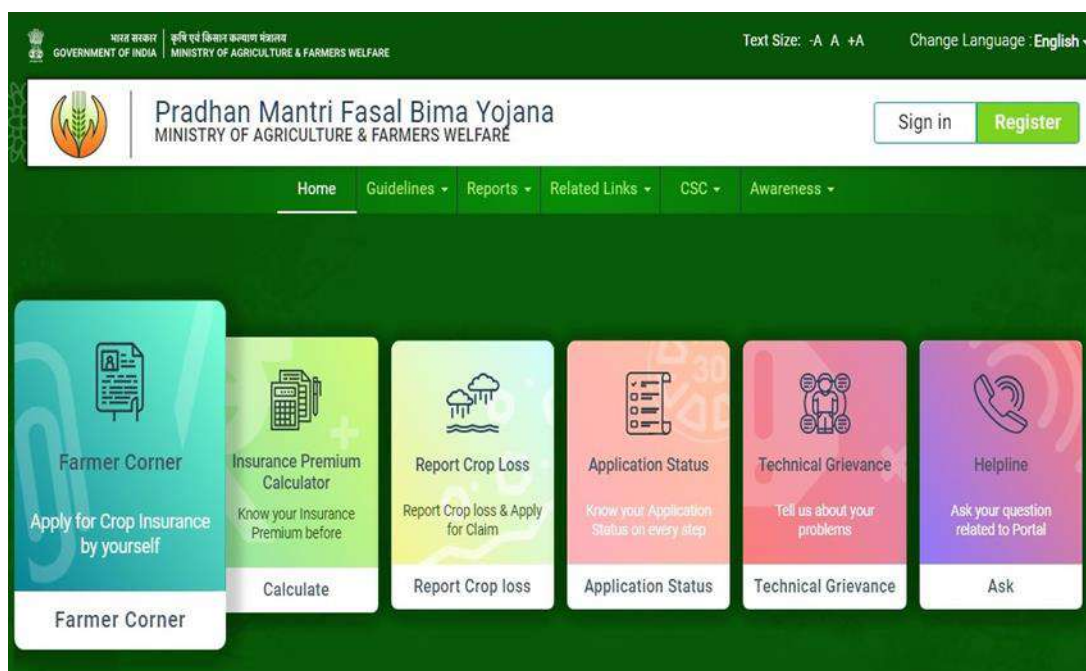 भारत सरकार
GOVERNMENT OF INDIA
कृषि एवं किसान कल्याण मंत्रालय
MINISTRY OF AGRICULTURE & FARMERS WELFARE
Text Size: -A A +A
Change Language : English
Pradhan Mantri Fasal Bima Yojana
MINISTRY OF AGRICULTURE & FARMERS WELFARE
Sign in
Register
Home
Guidelines
Reports
Related Links
CSC
Awareness
Farmer Corner
Apply for Crop Insurance
by yourself
Farmer Corner
Insurance Premium
Calculator
Know your Insurance
Premium before
Calculate
Report Crop Loss
Report Crop loss & Apply
for Claim
Report Crop loss
30
Application Status
Know your Application
Status on every step
Application Status
Technical Grievance
Tell us about your
problems
Technical Grievance
Helpline
Ask your question
related to Portal
Ask